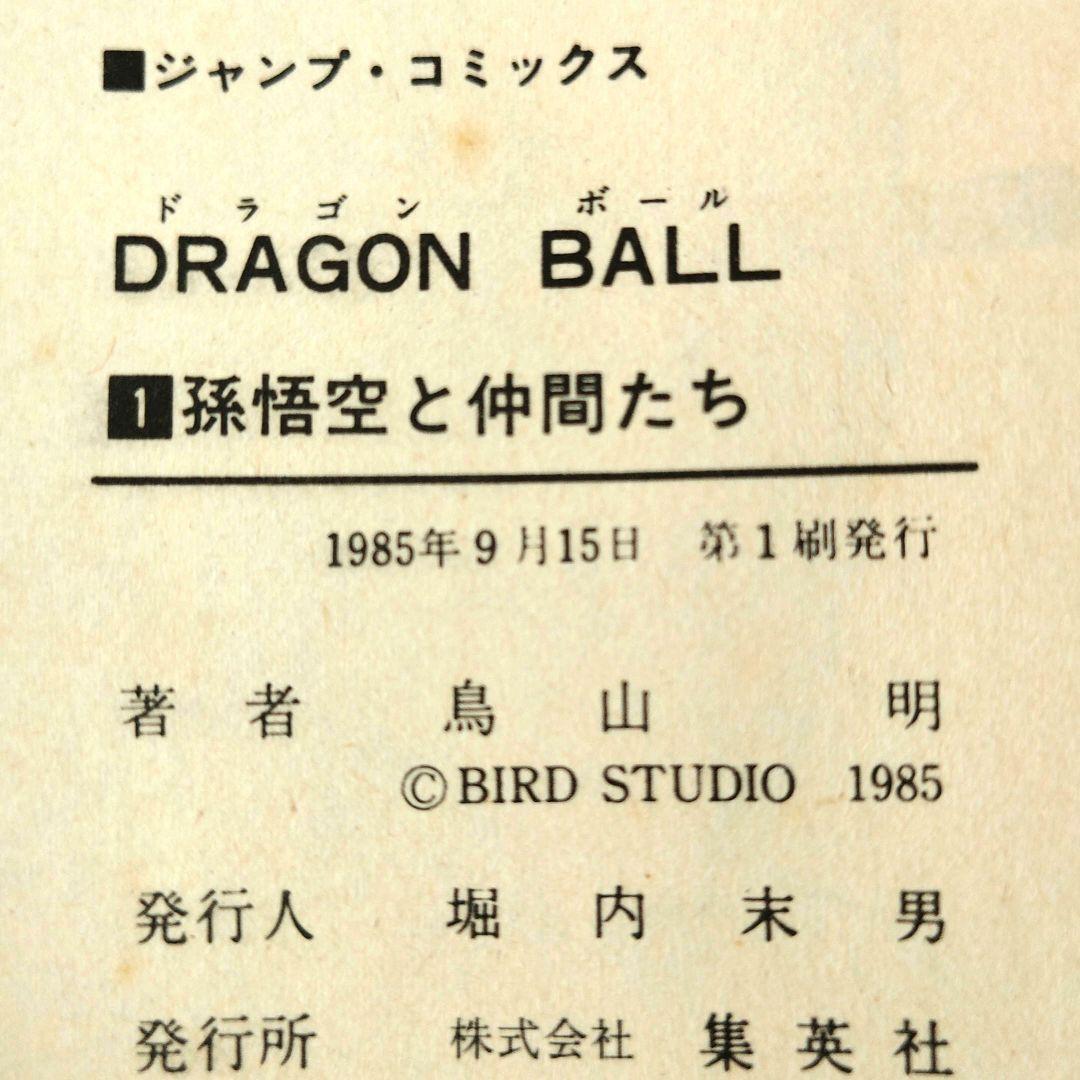 ■ジャンプ・コミックス
ドラゴン ボール
DRAGON BALL
1孫悟空と仲間たち
1985年9月15日 第1刷発行
著者 鳥山 明
©BIRD STUDIO 1985
発行人 堀内末男
発行所 株式会社 集英社